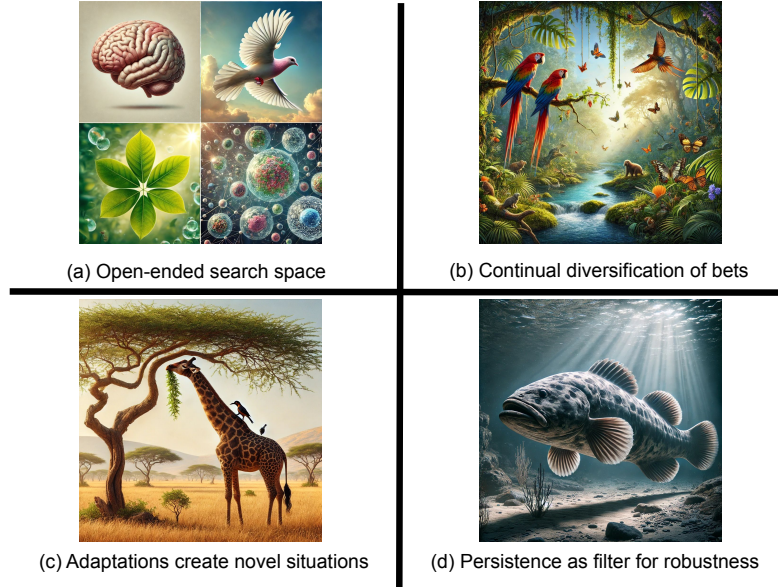 (a) Open-ended search space
(b) Continual diversification of bets
(c) Adaptations create novel situations
(d) Persistence as filter for robustness